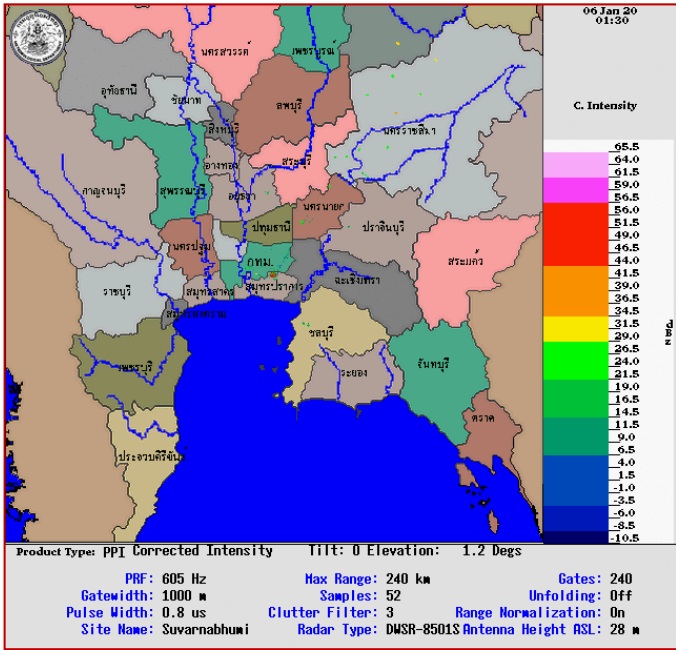 06 Jan 20
01:30
C. Intensity
นครสวรรค์
เพชรบูรณ์
อุทัยธานี
ชัยนาท
ลพบุรี
สิงห์บุรี
นครราชสีมา
อ่างทอง
สระบุรี
กาญจนบุรี
สุพรรณบุรี
อยุธยา
นครนายก
ปราจีนบุรี
ปทุมธานี
นครปฐม
กทม.
สระแก้ว
ราชบุรี
สมุทรสาคร
สมุทรปราการ
ฉะเชิงเทรา
สมุทรสงคราม
ชลบุรี
เพชรบุรี
ระยอง
จันทบุรี
ตราด
ประจวบคีรีขันธ์
65.5
64.0
61.5
59.0
56.5
56.0
51.5
49.0
46.5
44.0
41.5
39.0
36.5
34.5
31.5
29.0
26.5
24.0
21.5
19.0
16.5
14.5
11.5
9.0
6.5
4.0
-1.0
-3.5
-6.0
-8.5
-10.5
Product Type: PPI Corrected Intensity Tilt: 0 Elevation: 1.2 Degs
PRF: 605 Hz Max Range: 240 km Gates: 240
Gatewidth: 1000 m Samples: 52 Unfolding: Off
Pulse Width: 0.8 us Clutter Filter: 3 Range Normalization: On
Site Name: Suvarnabhumi Radar Type: DWSR-8501S Antenna Height ASL: 28 m